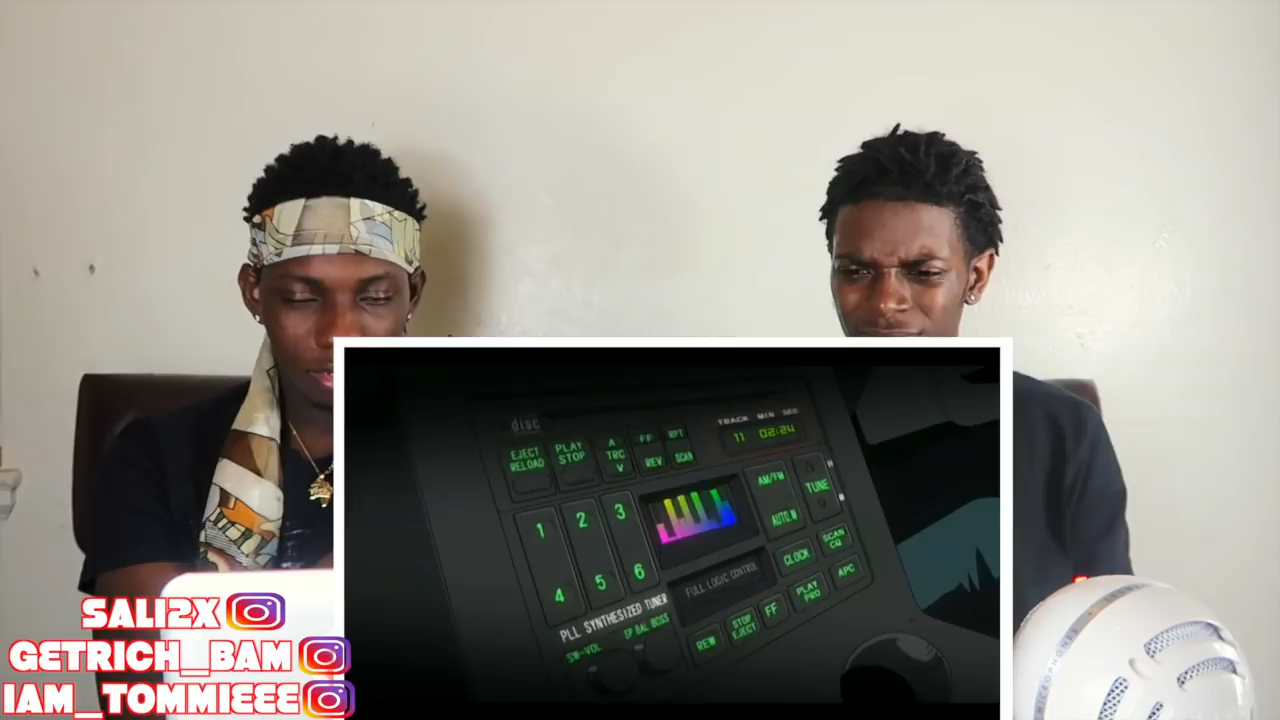 disc
TRACK MIN SEC
11 02:24
EJECT
RELOAD
PLAY
STOP
A
TRC
V
FF
RPT
REV
SCAN
1
2
3
4
5
6
AM/FM
TUNE
AUTO.M
SCAN
CQ
CLOCK
APC
FULL LOGIC CONTROL
PLAY
PRO
FF
STOP
EJECT
REW
PLL SYNTHESIZED TUNER
SW-VOL
SP BAL BOSS
SALI2X
GETRICH_BAM
IAM_TOMMIEEE
MICROPHONES